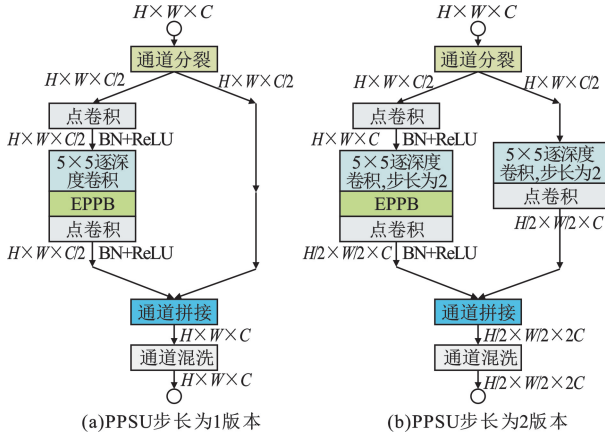 H×W×C
通道分裂
H×W×C/2
H×W×C/2
点卷积
H×W×C/2
BN+ReLU
5×5逐深
度卷积
EPPB
点卷积
H×W×C/2
BN+ReLU
通道拼接
H×W×C
通道混洗
H×W×C
(a)PPSU步长为1版本
H×W×C
通道分裂
H×W×C/2
H×W×C/2
点卷积
H×W×C
BN+ReLU
5×5逐深度
卷积,步长为2
EPPB
点卷积
H/2×W/2×C
BN+ReLU
5×5逐深度
卷积,步长为2
点卷积
H/2×W/2×C
通道拼接
H/2×W/2×2C
通道混洗
H/2×W/2×2C
(b)PPSU步长为2版本